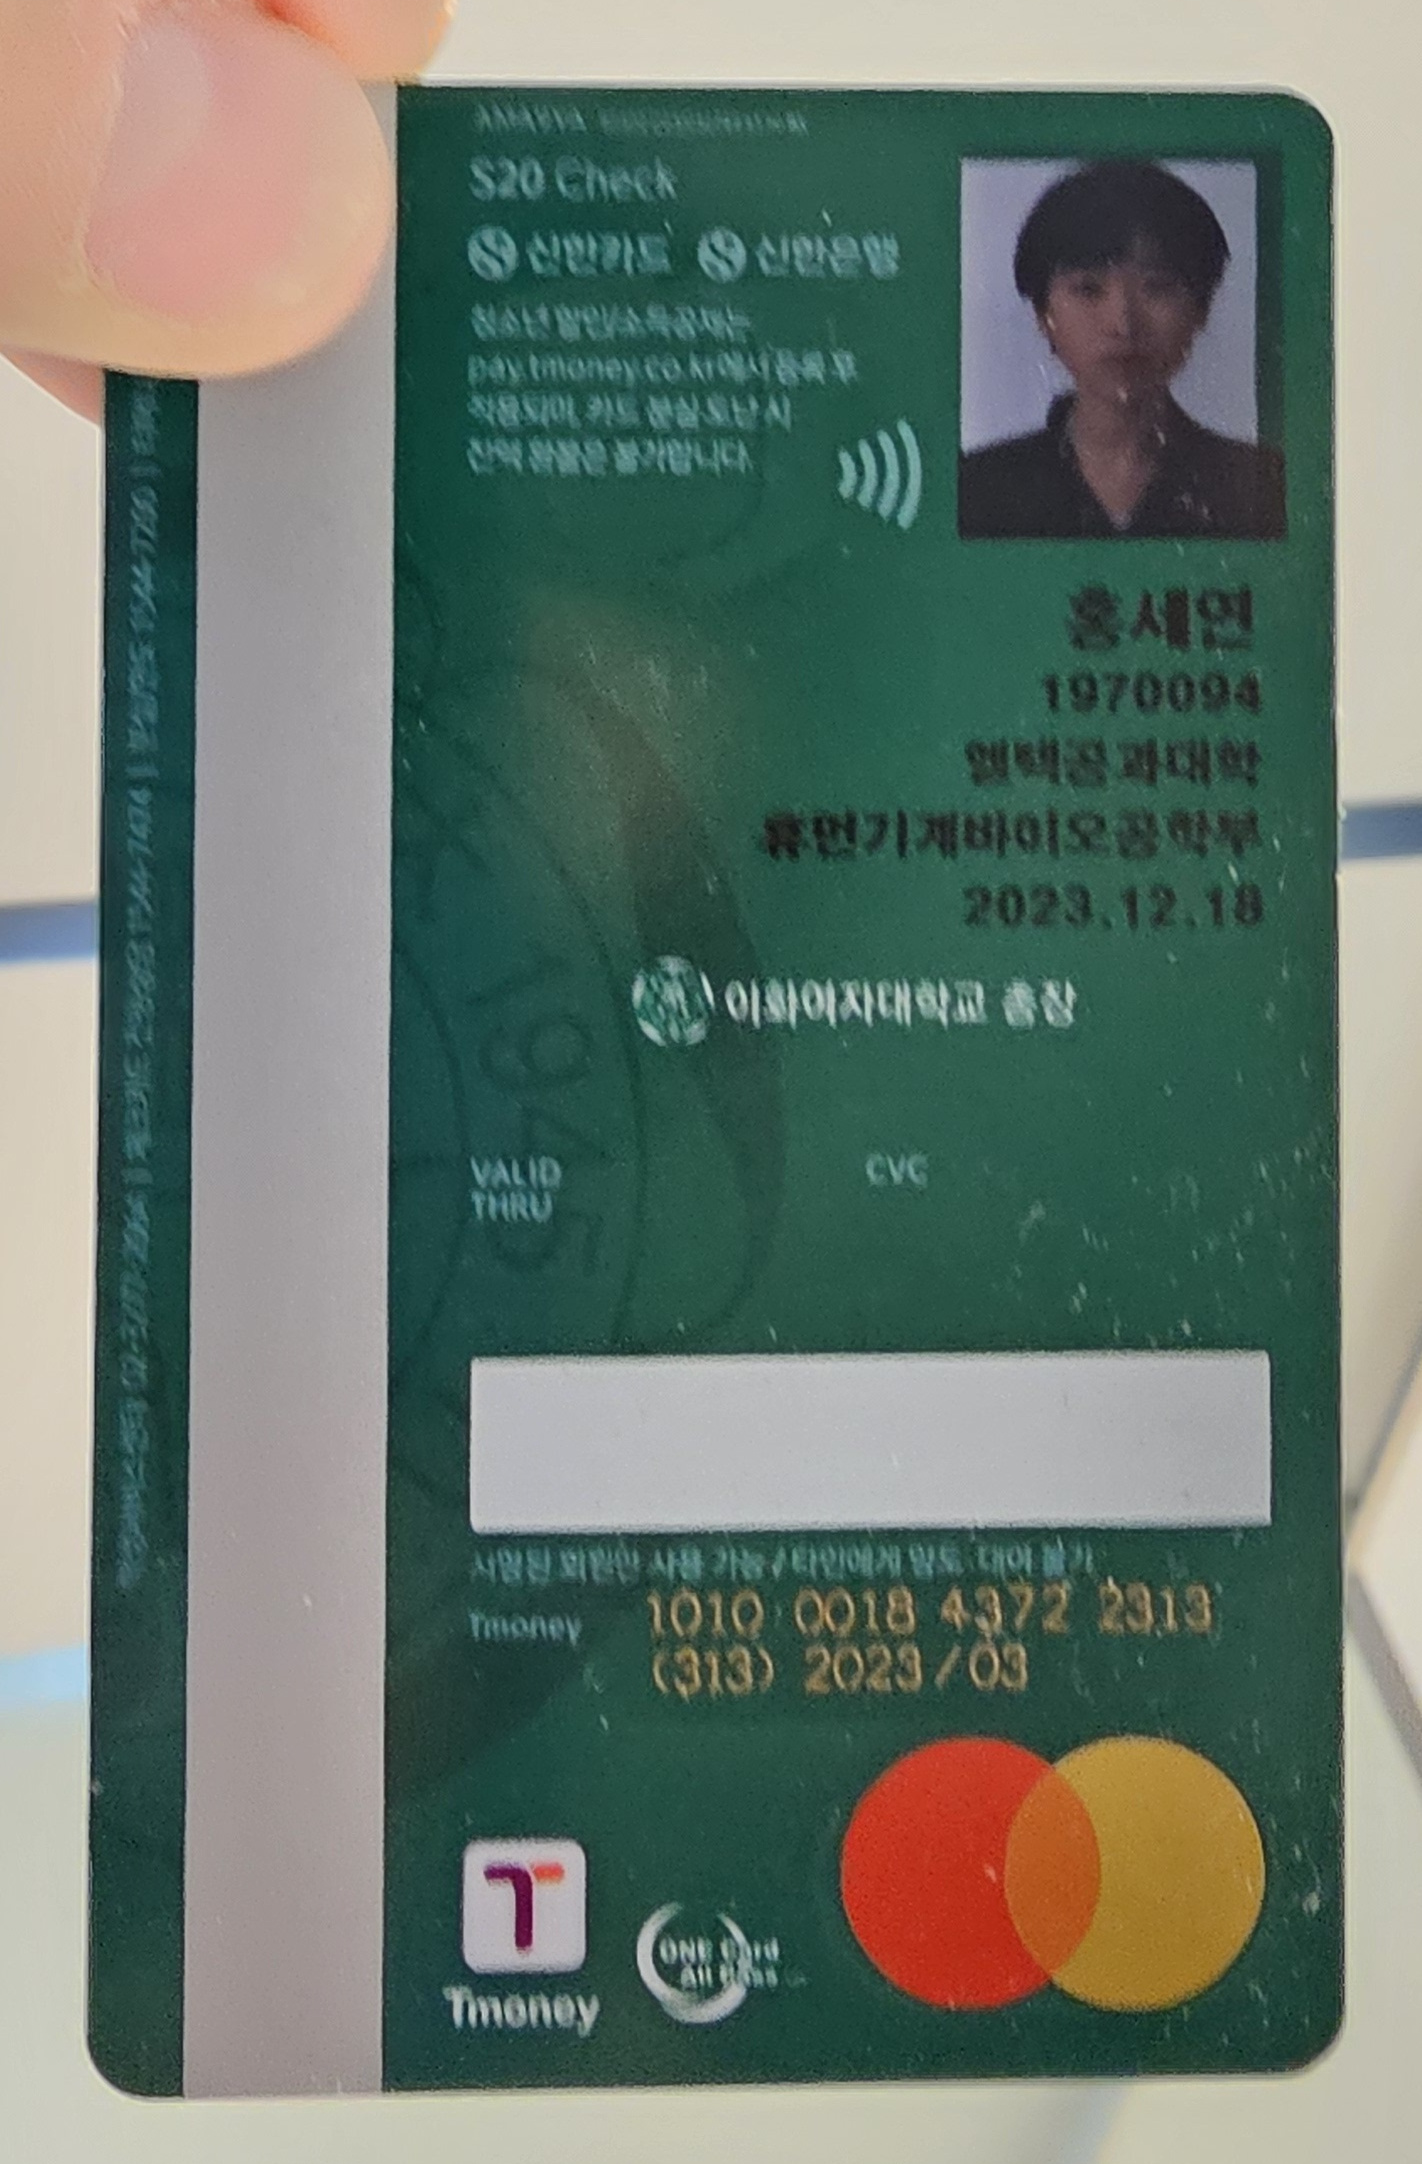 S20 Check
신한카드 신한은행
청소년 할인/소득공제는
pay.tmoney.co.kr에서 등록 후
적용되며, 카드 분실 도난 시
잔액 환불은 불가합니다.
홍세연
1970094
엘텍공과대학
휴먼기계바이오공학부
2023.12.18
이화여자대학교 총장
1945
VALID
THRU
CVC
서명된 회원만 사용 가능 / 타인에게 양도, 대여 불가
Tmoney
1010 0018 4372 2313
(313) 2023/03
Tmoney
ONE Card
All Pass